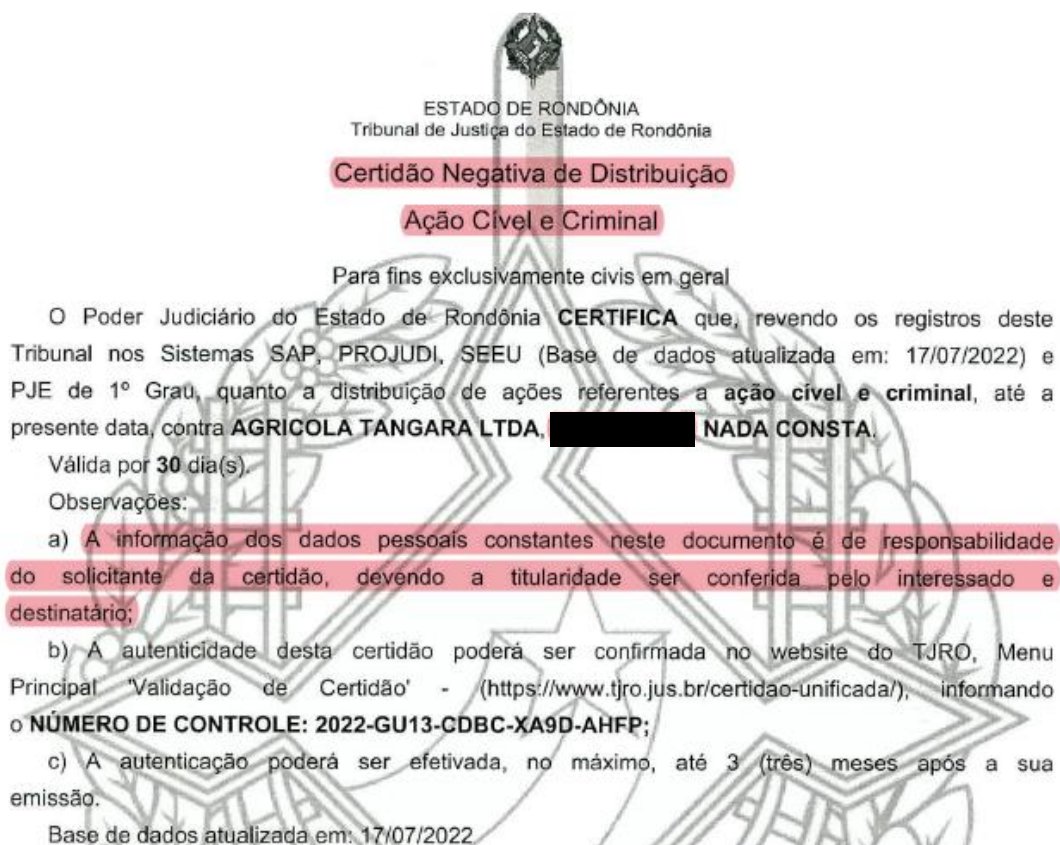 ESTADO DE RONDÔNIA
Tribunal de Justiça do Estado de Rondônia
Certidão Negativa de Distribuição
Ação Cível e Criminal
Para fins exclusivamente civis em geral
O Poder Judiciário do Estado de Rondônia CERTIFICA que, revendo os registros deste
Tribunal nos Sistemas SAP, PROJUDI, SEEU (Base de dados atualizada em: 17/07/2022) e
PJE de 1º Grau, quanto a distribuição de ações referentes a ação cível e criminal, até a
presente data, contra AGRICOLA TANGARA LTDA, NADA CONSTA.
Válida por 30 dia(s).
Observações:
a) A informação dos dados pessoais constantes neste documento é de responsabilidade
do solicitante da certidão, devendo a titularidade ser conferida pelo interessado e
destinatário;
b) A autenticidade desta certidão poderá ser confirmada no website do TJRO, Menu
Principal 'Validação de Certidão' - (https://www.tjro.jus.br/certidao-unificada/), informando
o NÚMERO DE CONTROLE: 2022-GU13-CDBC-XA9D-AHFP;
c) A autenticação poderá ser efetivada, no máximo, até 3 (três) meses após a sua
emissão.
Base de dados atualizada em: 17/07/2022